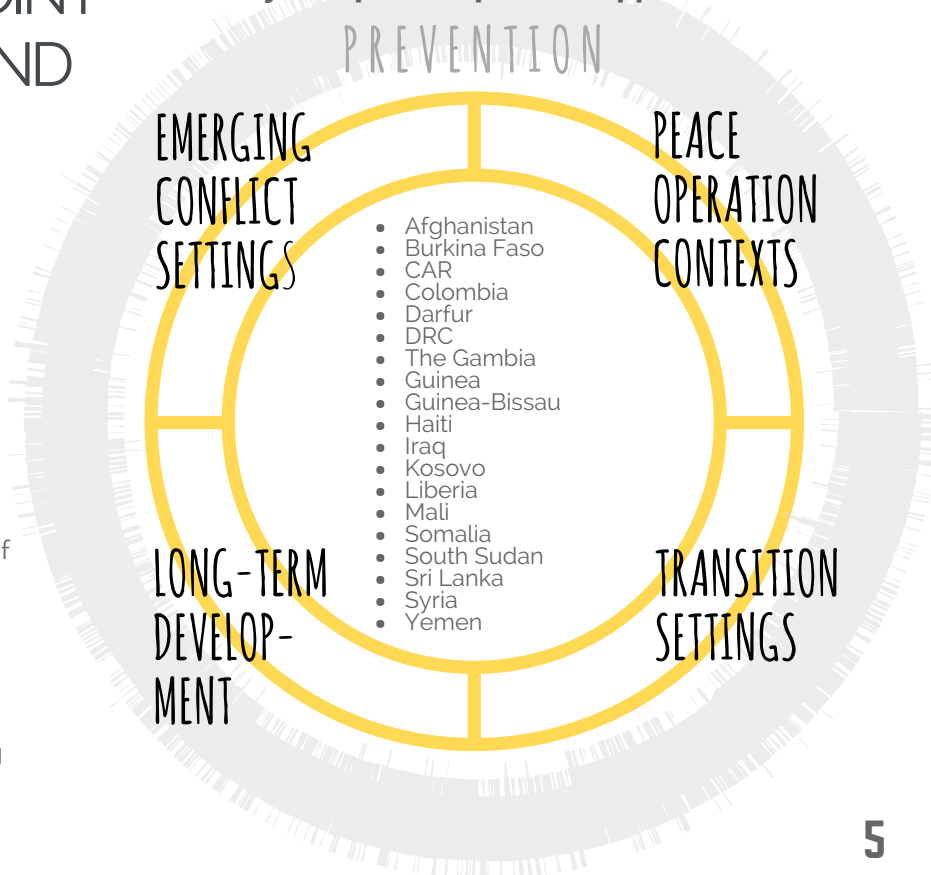 ND
PREVENTION
EMERGING
CONFLICT
SETTINGS
PEACE
OPERATION
CONTEXTS
• Afghanistan
• Burkina Faso
• CAR
• Colombia
• Darfur
• DRC
• The Gambia
• Guinea
• Guinea-Bissau
• Haiti
• Iraq
• Kosovo
• Liberia
• Mali
• Somalia
• South Sudan
• Sri Lanka
• Syria
• Yemen
f
LONG-TERM
DEVELOP-
MENT
TRANSITION
SETTINGS
5